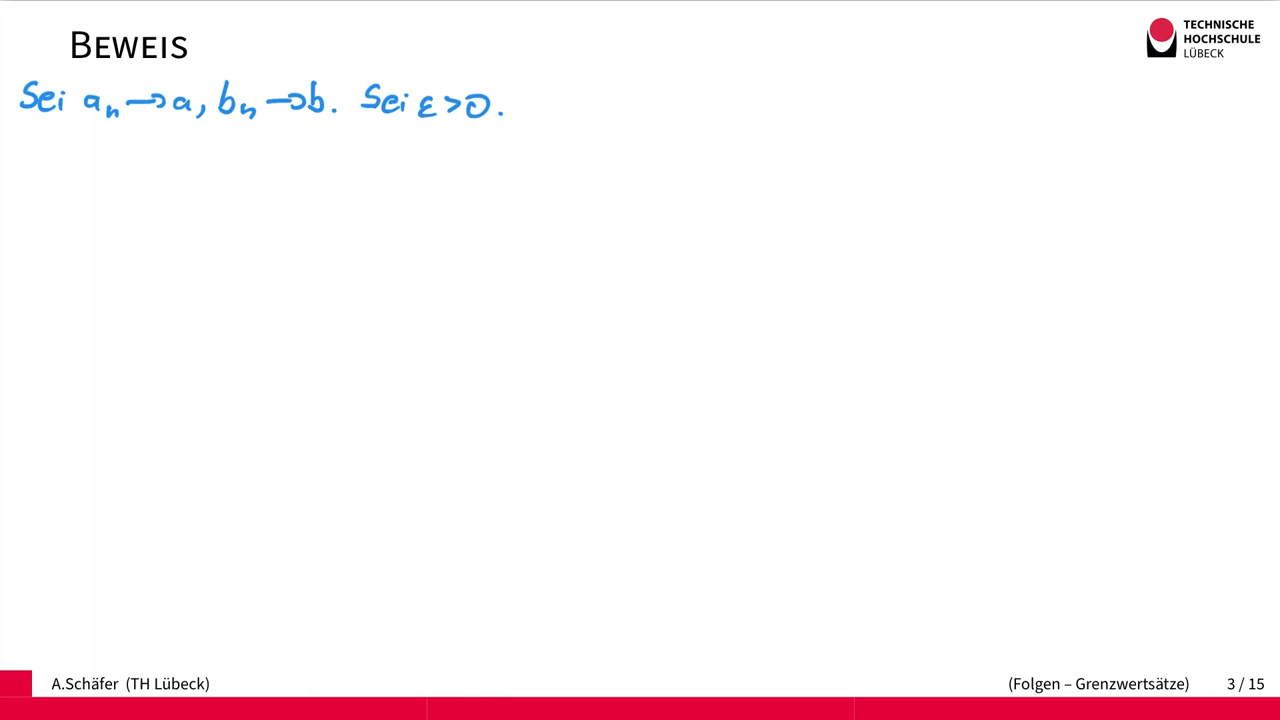 BEWEIS
TECHNISCHE
HOCHSCHULE
LÜBECK
Sei aₙ → a, bₙ → b. Sei ε > 0.
A.Schäfer (TH Lübeck)
(Folgen – Grenzwertsätze)
3 / 15